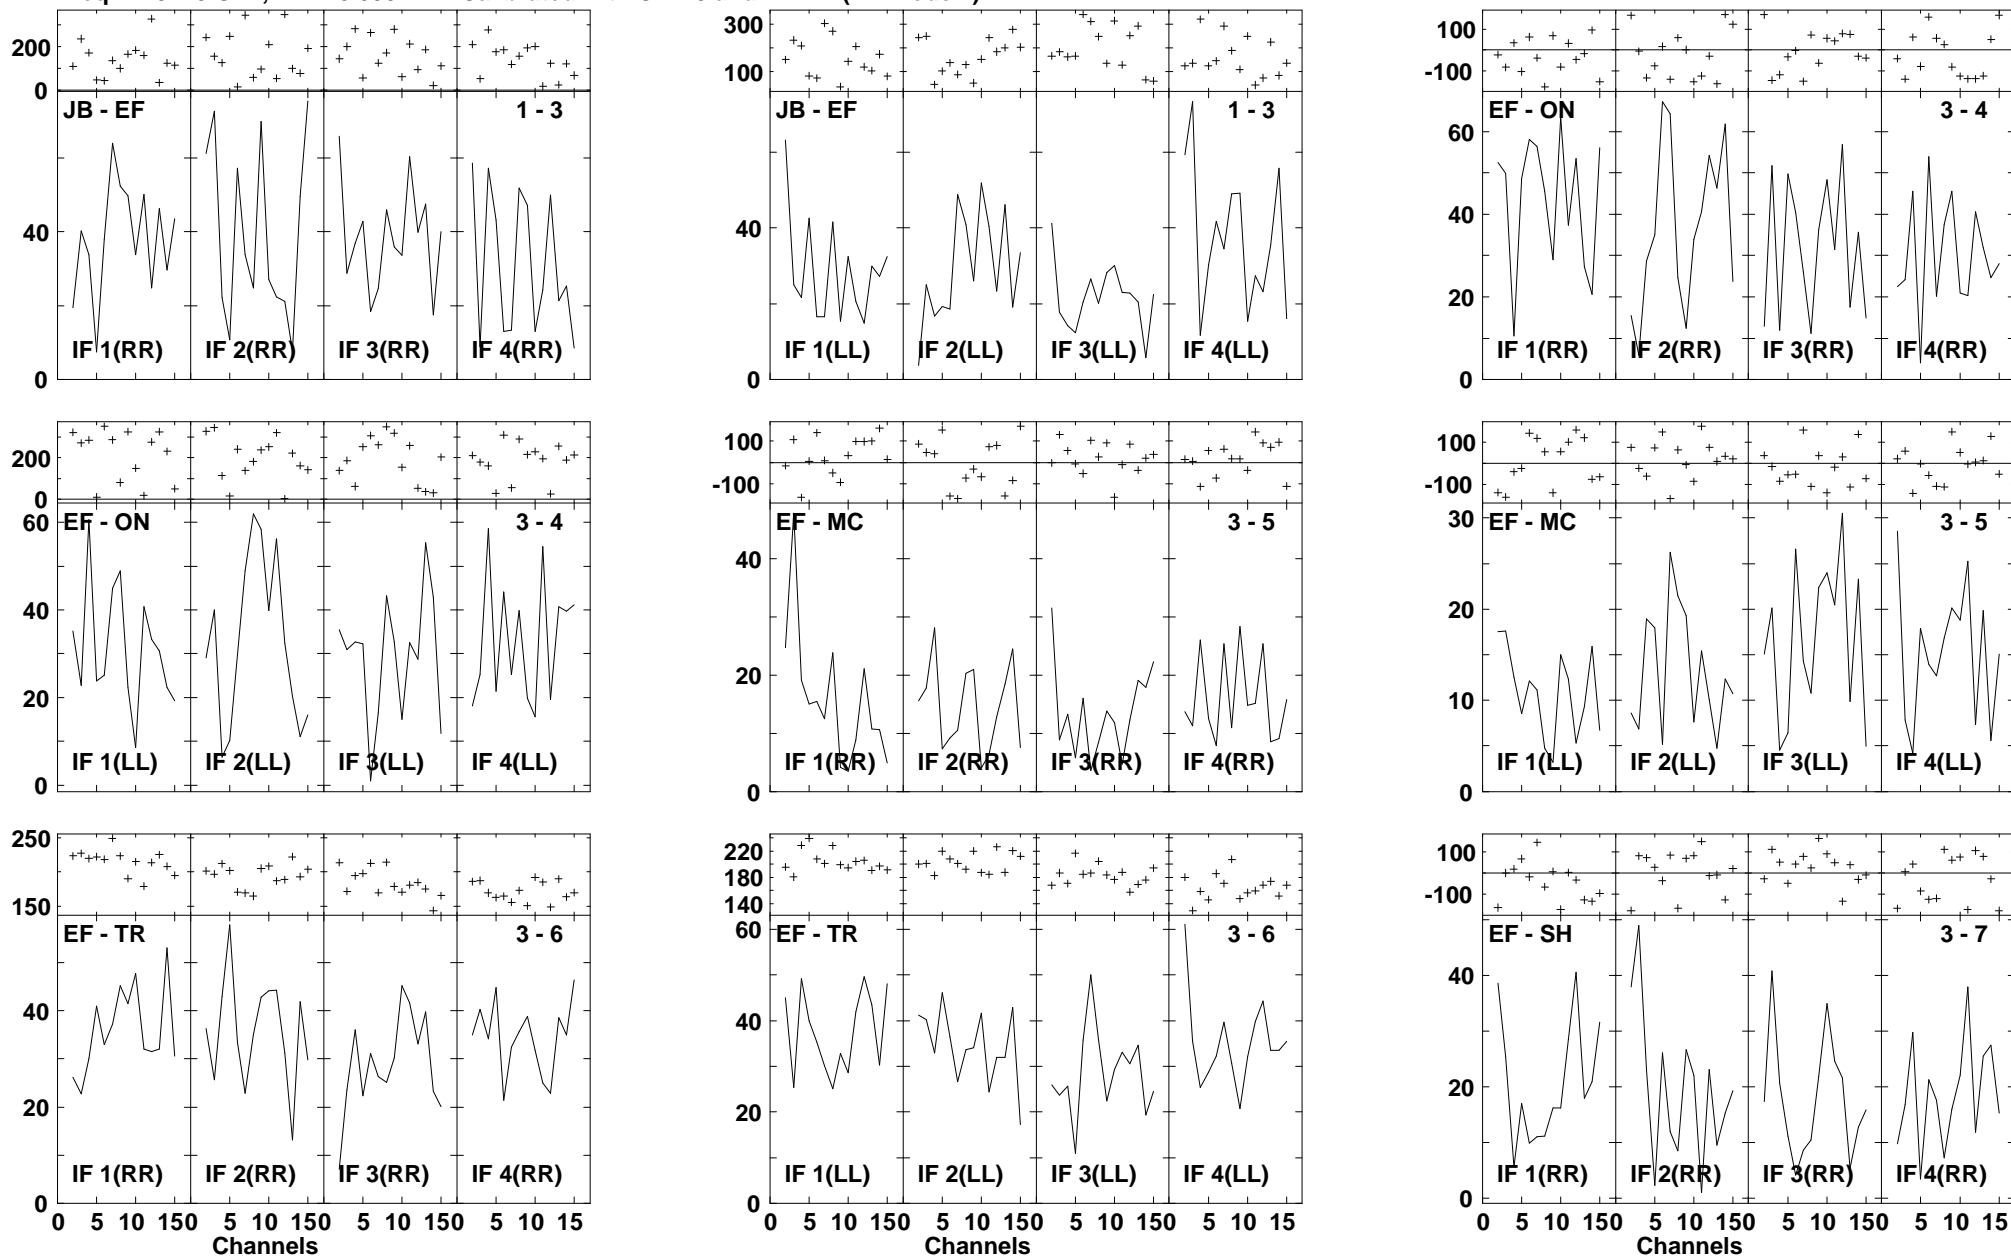 200
0
JB - EF
1 - 3
40
0
IF 1(RR)
IF 2(RR)
IF 3(RR)
IF 4(RR)
300
100
JB - EF
1 - 3
40
0
IF 1(LL)
IF 2(LL)
IF 3(LL)
IF 4(LL)
100
-100
EF - ON
3 - 4
60
40
20
0
IF 1(RR)
IF 2(RR)
IF 3(RR)
IF 4(RR)
200
0
EF - ON
3 - 4
60
40
20
0
IF 1(LL)
IF 2(LL)
IF 3(LL)
IF 4(LL)
100
-100
EF - MC
3 - 5
40
20
0
IF 1(RR)
IF 2(RR)
IF 3(RR)
IF 4(RR)
100
-100
EF - MC
3 - 5
30
20
10
0
IF 1(LL)
IF 2(LL)
IF 3(LL)
IF 4(LL)
250
150
EF - TR
3 - 6
40
20
0
IF 1(RR)
IF 2(RR)
IF 3(RR)
IF 4(RR)
0 5 10 150 5 10 150 5 10 150 5 10 15
Channels
220
180
140
EF - TR
3 - 6
60
40
20
0
IF 1(LL)
IF 2(LL)
IF 3(LL)
IF 4(LL)
0 5 10 150 5 10 150 5 10 150 5 10 15
Channels
100
-100
EF - SH
3 - 7
40
20
0
IF 1(RR)
IF 2(RR)
IF 3(RR)
IF 4(RR)
0 5 10 150 5 10 150 5 10 150 5 10 15
Channels